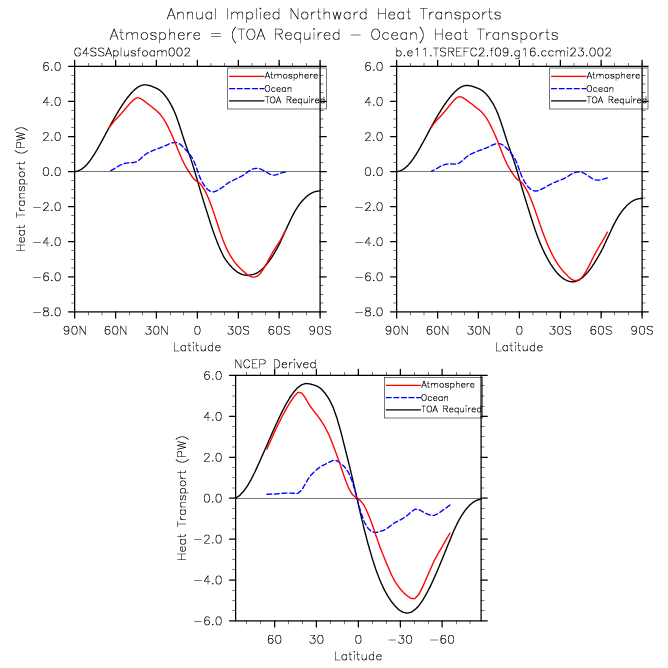 Annual Implied Northward Heat Transports
Atmosphere = (TOA Required − Ocean) Heat Transports
G4SSAplusfoam002
6.0
4.0
2.0
0.0
−2.0
−4.0
−6.0
−8.0
Heat Transport (PW)
Atmosphere
Ocean
TOA Required
90N 60N 30N 0 30S 60S 90S
Latitude
b.e11.TSREFC2.f09.g16.ccmi23.002
6.0
4.0
2.0
0.0
−2.0
−4.0
−6.0
−8.0
Atmosphere
Ocean
TOA Required
90N 60N 30N 0 30S 60S 90S
Latitude
NCEP Derived
6.0
4.0
2.0
0.0
−2.0
−4.0
−6.0
Heat Transport (PW)
Atmosphere
Ocean
TOA Required
60 30 0 −30 −60
Latitude